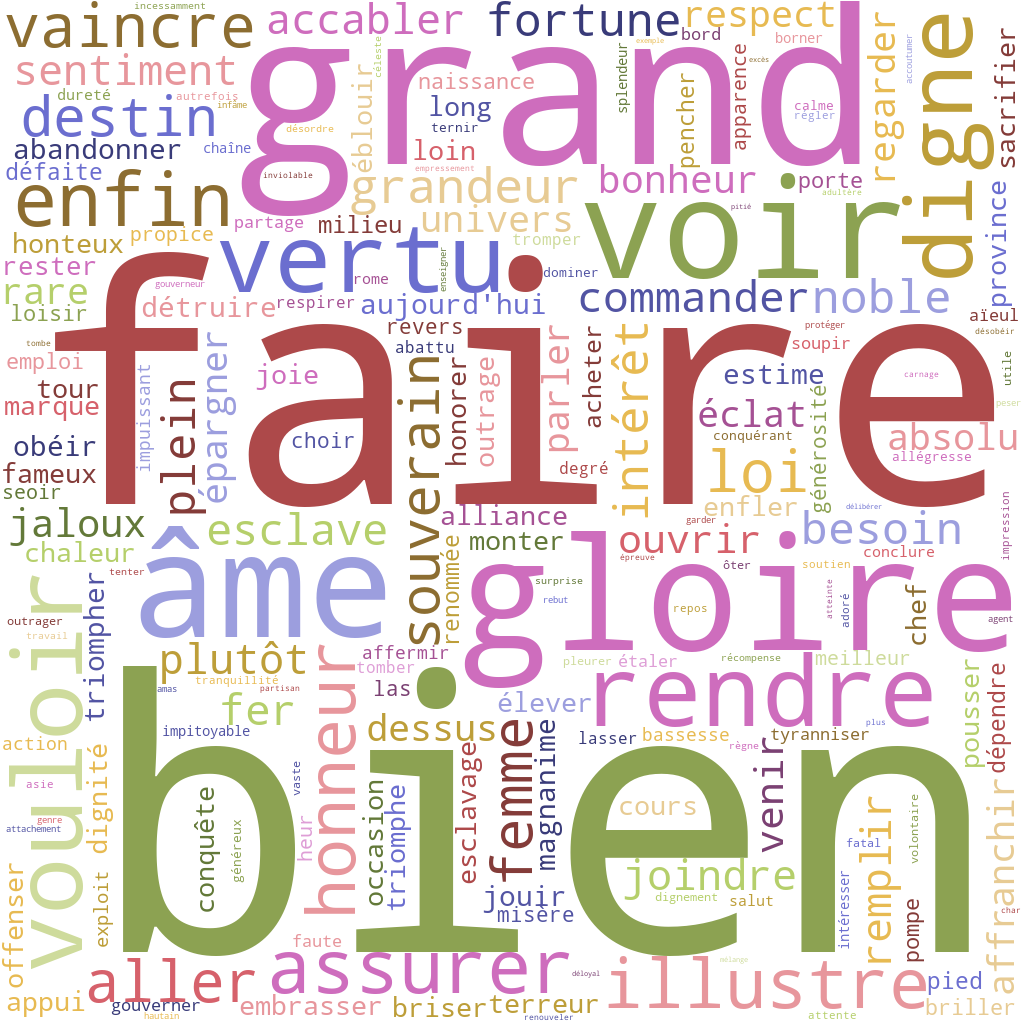 incessamment
vaincre
accabler
fortune
respect
grand
exemple
bord
borner
excès
céleste
splendeur
apparence
regarder
accoutumer
digne
sacrifier
sentiment
naissance
dureté
autrefois
infâme
destin
désordre
éblouir
long
ternir
pencher
calme
régler
abandonner
chaîne
loin
empressement
défaite
inviolable
enfin
grandeur
bonheur
porte
adultère
partage
milieu
univers
pitié
voir
province
honteux
propice
vertu
tromper
enseigner
rester
gouverneur
rome
dominer
rare
détruire
respirer
aujourd'hui
commander
noble
loisir
aïeul
tombe
revers
protéger
désobéir
emploi
abattu
faire
soupir
utile
impuissant
épargner
joie
souverain
honorer
outrage
parler
acheter
intérêt
estime
carnage
peser
tour
marque
plein
éclat
générosité
obéir
choir
conquérant
absolu
fameux
degré
loi
allégresse
seoir
enfler
délibérer
jaloux
esclave
alliance
garder
besoin
impression
chaleur
renommée
monter
ouvrir
conclure
tenter
âme
épreuve
ôter
soutien
vouloir
triompher
surprise
gloire
rebut
repos
atteinte
adoré
chef
agent
outrager
travail
plutôt
affermir
tomber
pleurer
étaler
récompense
meilleur
tranquillité
amas
partisan
las
rendre
pousser
dépendre
fer
honneur
élever
plus
action
impitoyable
dessus
femme
magnanime
lasser
bassesse
tyranniser
dignité
règne
venir
asie
vaste
bien
esclavage
genre
attachement
conquête
généreux
heur
occasion
triomphe
cours
volontaire
fatal
remplir
affranchir
joindre
offenser
exploit
jouir
misère
dignement
salut
intéresser
pompe
char
faute
mélange
aller
assurer
déloyal
illustre
pied
appui
gouverner
hautain
embrasser
briser
terreur
renouveler
attente
briller